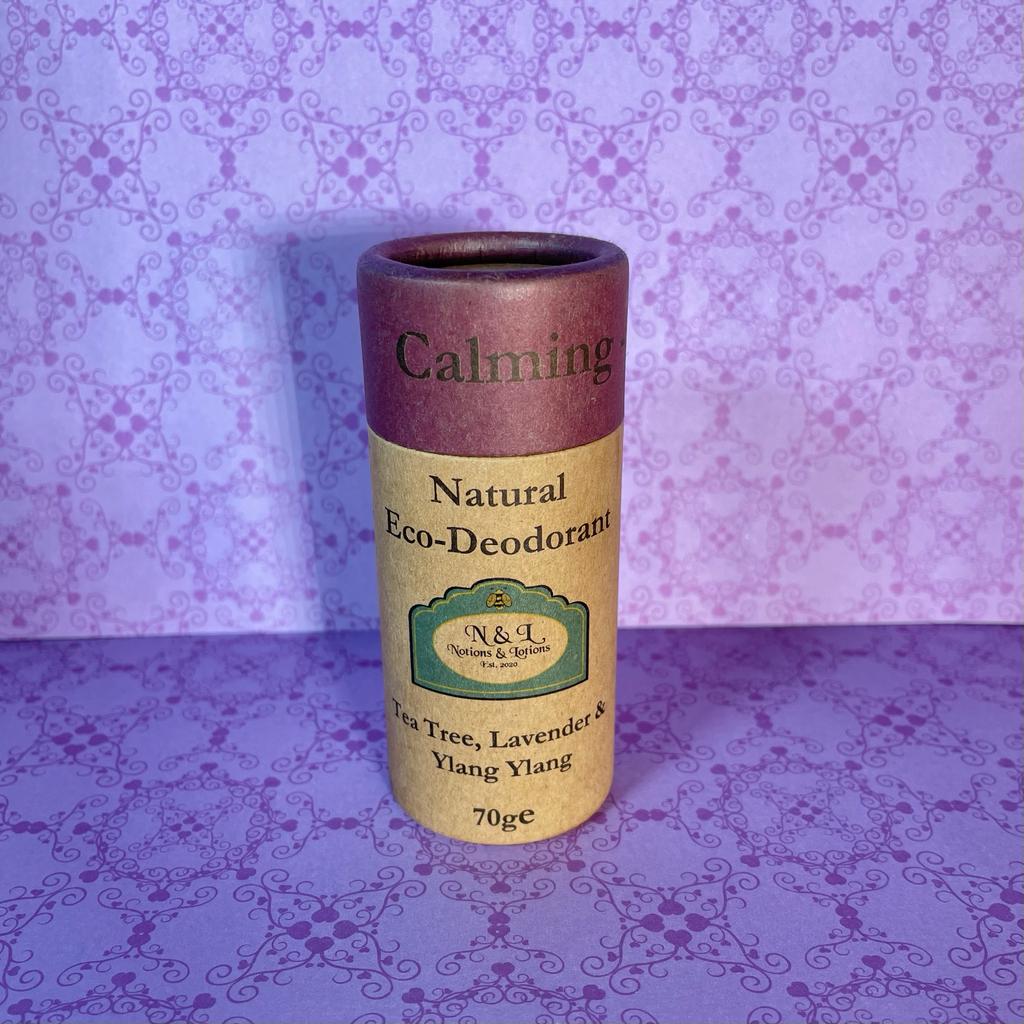 Calming
Natural
Eco-Deodorant
N & L
Notions & Lotions
Est. 2020
Tea Tree, Lavender &
Ylang Ylang
70ge